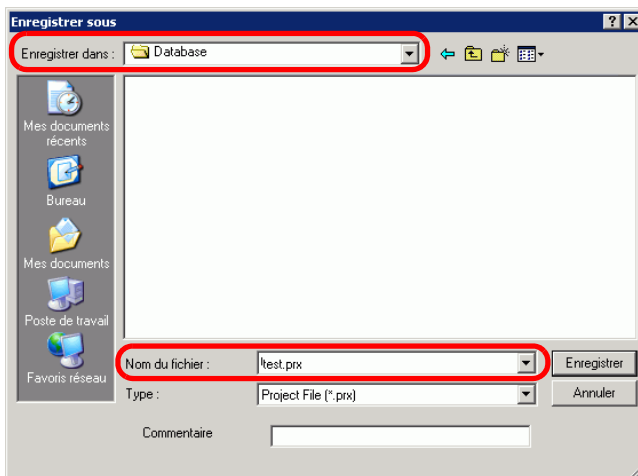 Enregistrer sous
Enregistrer dans : Database
Mes documents
récents
Bureau
Mes documents
Poste de travail
Favoris réseau
Nom du fichier : test.prx Enregistrer
Type : Project File (*.prx) Annuler
Commentaire